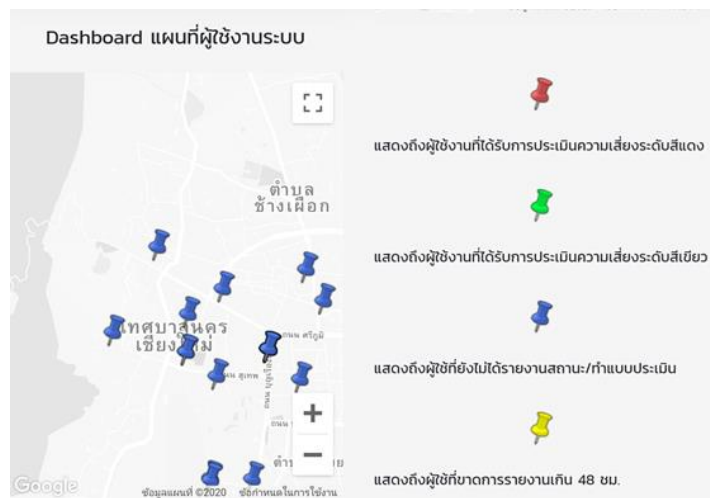 Dashboard แผนที่ผู้ใช้งานระบบ
ตำบล
ช้างเผือก
เทศบาลนคร
เชียงใหม่
ถนน ศรีภูมิ
ถนน สุเทพ
ถนน
Google
ข้อมูลแผนที่ ©2020 ข้อกำหนดในการใช้งาน
แสดงถึงผู้ใช้งานที่ได้รับการประเมินความเสี่ยงระดับสีแดง
แสดงถึงผู้ใช้งานที่ได้รับการประเมินความเสี่ยงระดับสีเขียว
แสดงถึงผู้ใช้ที่ยังไม่ได้รายงานสถานะ/ทำแบบประเมิน
แสดงถึงผู้ใช้ที่ขาดการรายงานเกิน 48 ชม.